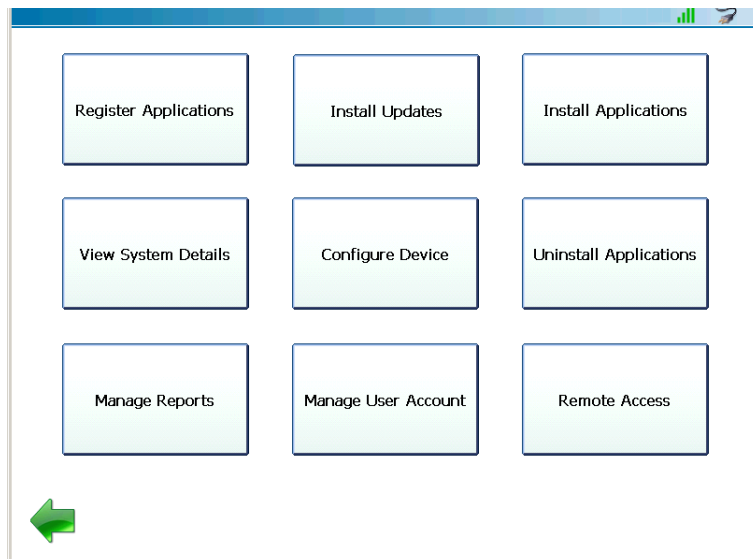 Register Applications
Install Updates
Install Applications
View System Details
Configure Device
Uninstall Applications
Manage Reports
Manage User Account
Remote Access